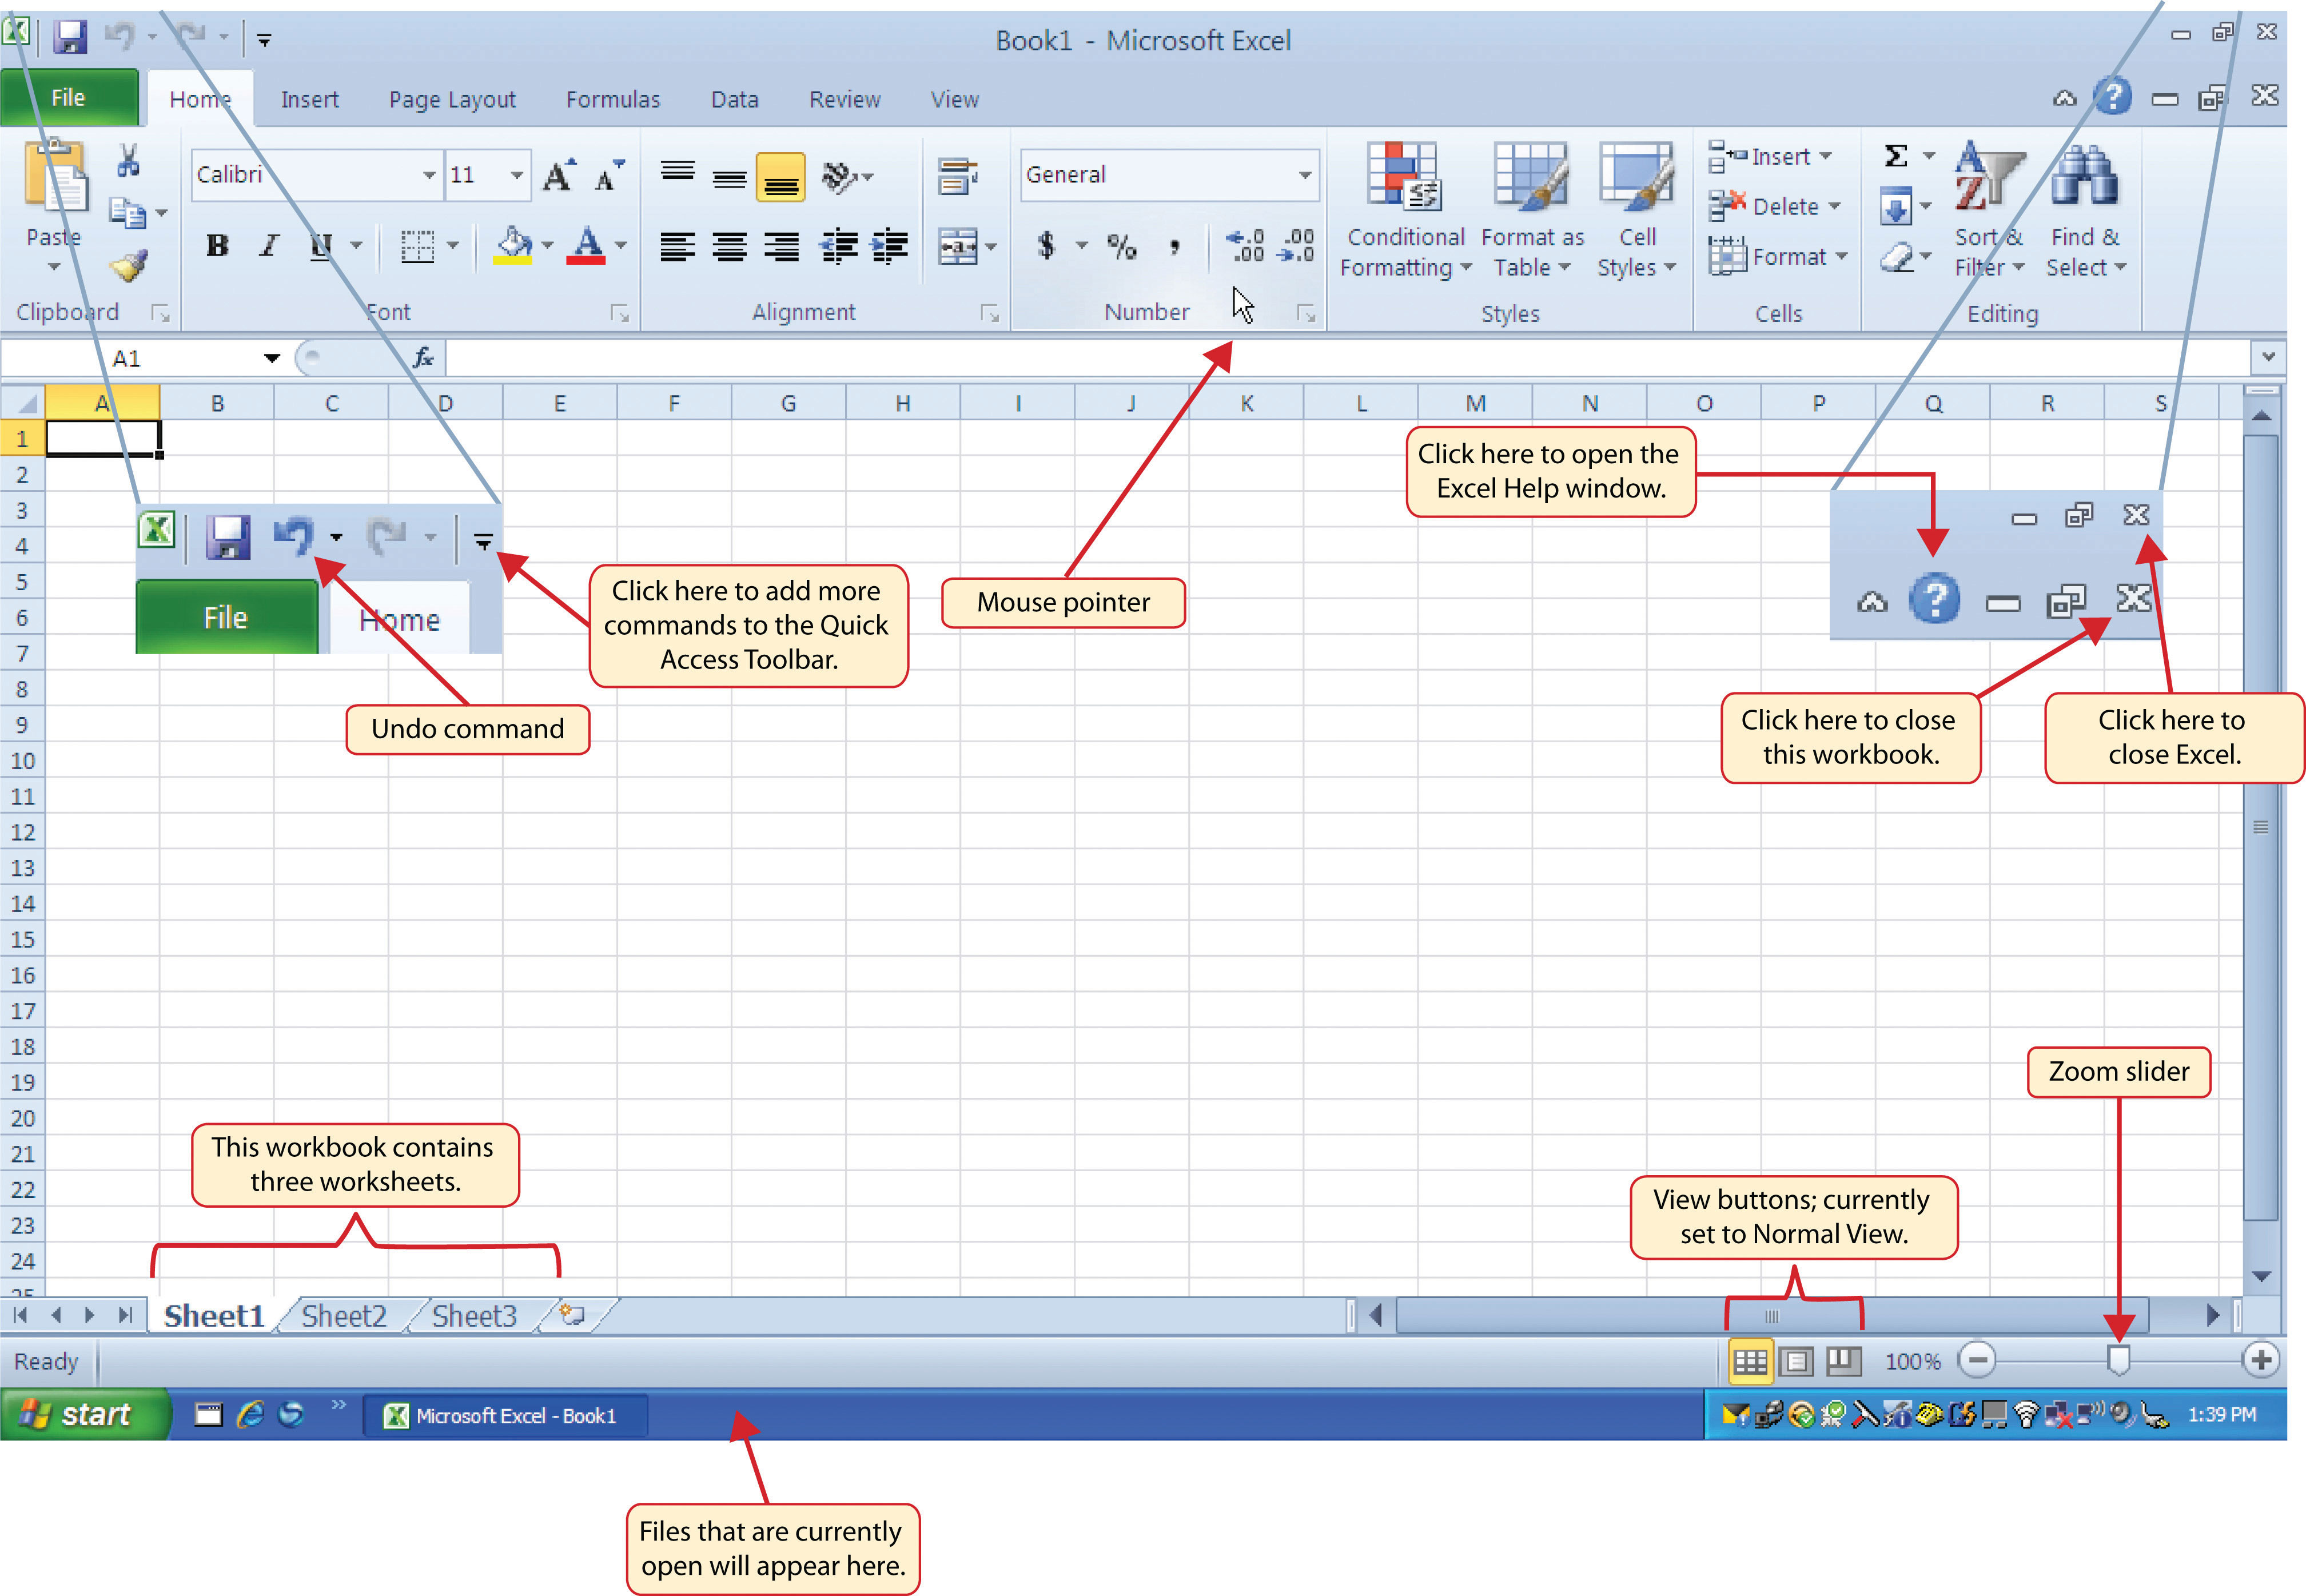 Book1 - Microsoft Excel
File Home Insert Page Layout Formulas Data Review View
Calibri 11 General Insert
Delete
Paste Conditional Format as Cell Sort & Find &
Formatting Table Styles Format Filter Select
Clipboard Font Alignment Number Styles Cells Editing
A1 fx
A B C D E F G H I J K L M N O P Q R S
1
2
3
4
5
6
7
8
9
10
11
12
13
14
15
16
17
18
19
20
21
22
23
24
25
Click here to open the
Excel Help window.
File Home
Click here to add more
commands to the Quick
Access Toolbar.
Mouse pointer
Undo command
Click here to close
this workbook.
Click here to
close Excel.
Zoom slider
This workbook contains
three worksheets.
View buttons; currently
set to Normal View.
Sheet1 Sheet2 Sheet3
Ready 100%
start Microsoft Excel - Book1 1:39 PM
Files that are currently
open will appear here.